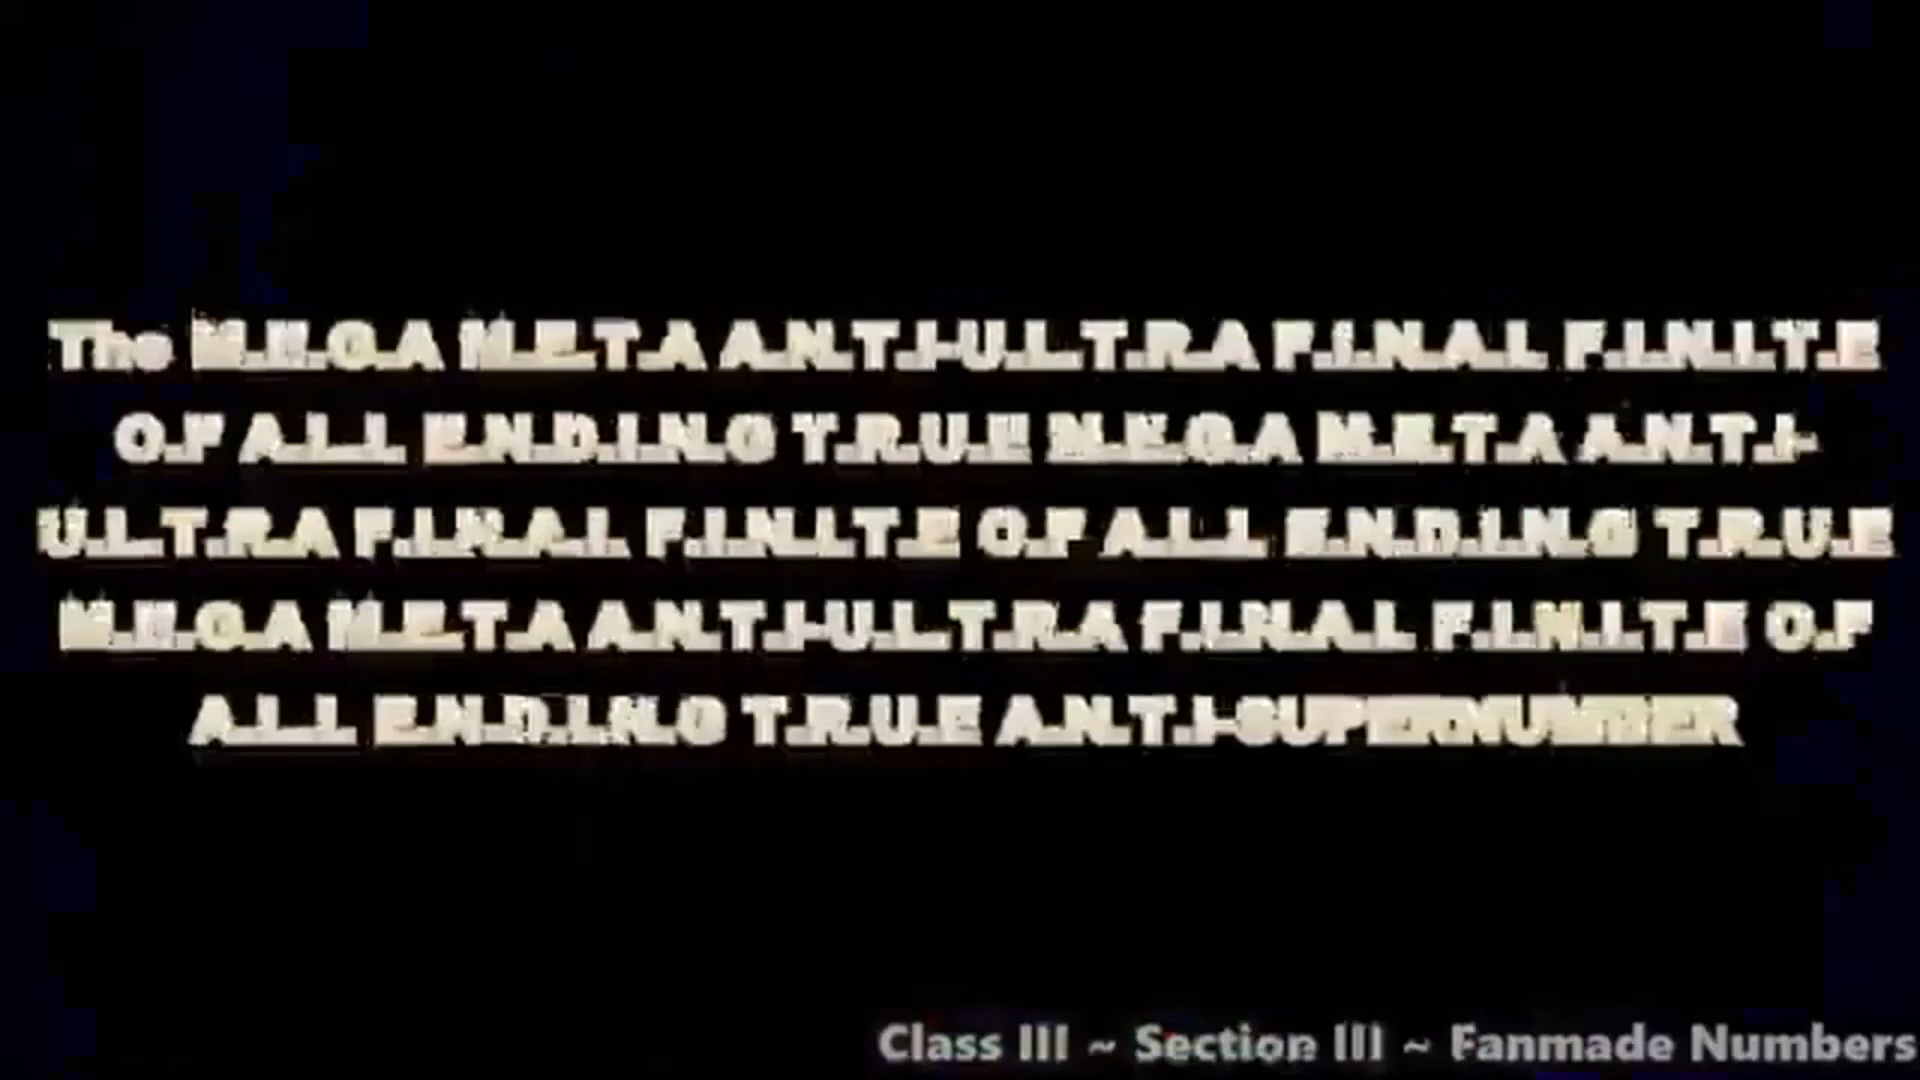 The M.E.G.A M.E.T.A A.N.T.I-U.L.T.R.A F.I.N.A.L F.I.N.I.T.E
O.F A.L.L E.N.D.I.N.G T.R.U.E M.E.G.A M.E.T.A A.N.T.I-
U.L.T.R.A F.I.N.A.L F.I.N.I.T.E O.F A.L.L E.N.D.I.N.G T.R.U.E
M.E.G.A M.E.T.A A.N.T.I-U.L.T.R.A F.I.N.A.L F.I.N.I.T.E O.F
A.L.L E.N.D.I.N.G T.R.U.E A.N.T.I-SUPERNUMBER
Class III ~ Section III ~ Fanmade Numbers